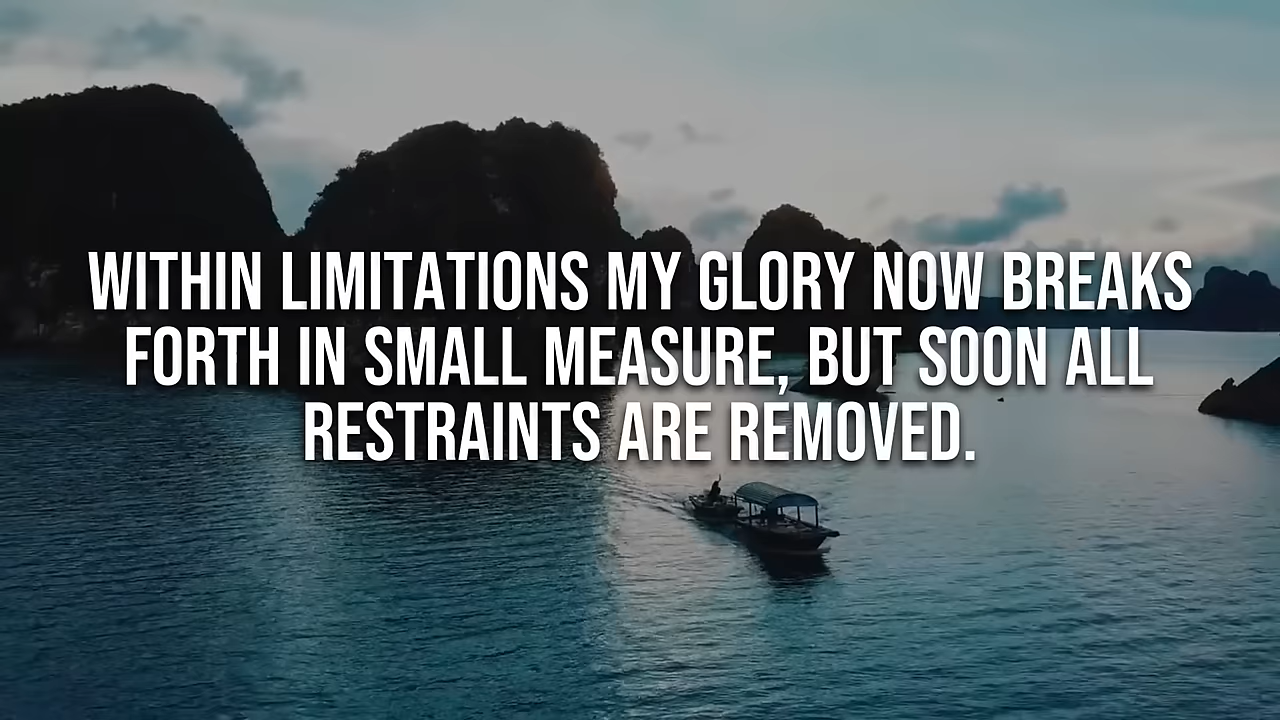 WITHIN LIMITATIONS MY GLORY NOW BREAKS
FORTH IN SMALL MEASURE, BUT SOON ALL
RESTRAINTS ARE REMOVED.